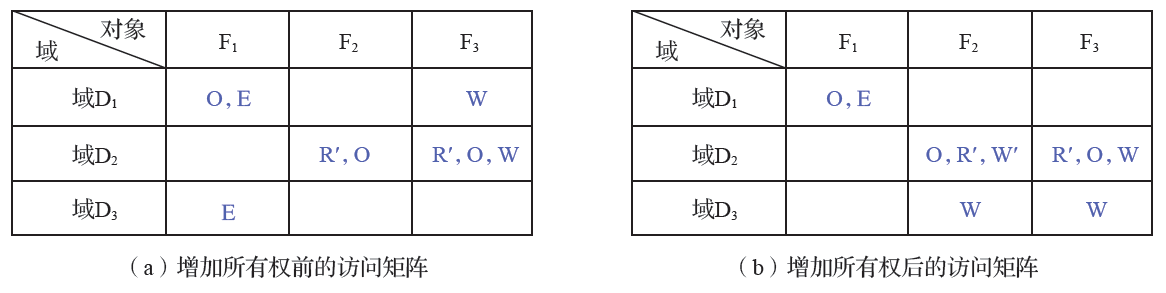 对象 F₁ F₂ F₃
域
域D₁ O, E W
域D₂ R′, O R′, O, W
域D₃ E
（a）增加所有权前的访问矩阵
对象 F₁ F₂ F₃
域
域D₁ O, E
域D₂ O, R′, W′ R′, O, W
域D₃ W W
（b）增加所有权后的访问矩阵